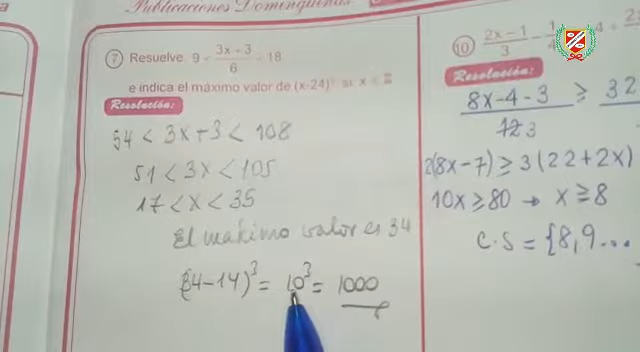 Publicaciones Domingueñas
7 Resuelve: 9 < (3x + 3)/6 < 18
e indica el máximo valor de (x-24)³ si: x ∈ ℤ
Resolución:
54 < 3x+3 < 108
51 < 3x < 105
17 < x < 35
El máximo valor es 34
(34-14)³ = 10³ = 1000
10 (2x - 1)/3
Resolución:
8x-4-3 ≥ 32
12 3
2(8x-7) ≥ 3(22+2x)
10x ≥ 80 → x ≥ 8
C.S = {8, 9...